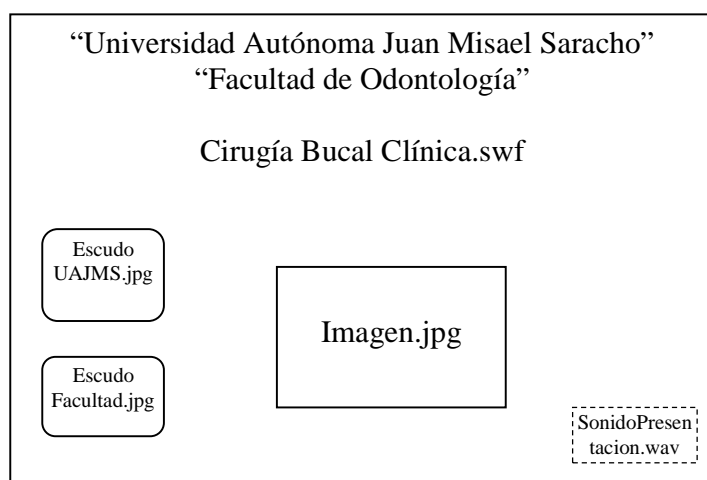 “Universidad Autónoma Juan Misael Saracho”
“Facultad de Odontología”
Cirugía Bucal Clínica.swf
Escudo
UAJMS.jpg
Imagen.jpg
Escudo
Facultad.jpg
SonidoPresen
tacion.wav